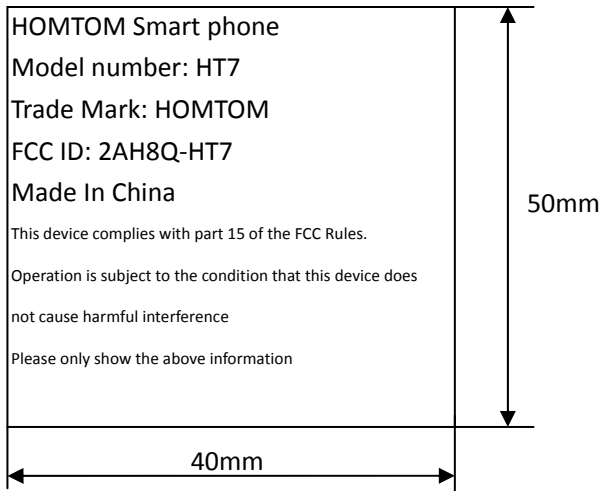 HOMTOM Smart phone
Model number: HT7
Trade Mark: HOMTOM
FCC ID: 2AH8Q-HT7
Made In China
This device complies with part 15 of the FCC Rules.
Operation is subject to the condition that this device does
not cause harmful interference
Please only show the above information
50mm
40mm